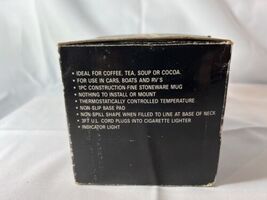 • IDEAL FOR COFFEE, TEA, SOUP OR COCOA.
• FOR USE IN CARS, BOATS AND RV'S
• 1PC CONSTRUCTION-FINE STONEWARE MUG
• NOTHING TO INSTALL OR MOUNT
• THERMOSTATICALLY CONTROLLED TEMPERATURE
• NON-SLIP BASE PAD
• NON-SPILL SHAPE WHEN FILLED TO LINE AT BASE OF NECK
• 3FT U.L. CORD PLUGS INTO CIGARETTE LIGHTER
• INDICATOR LIGHT